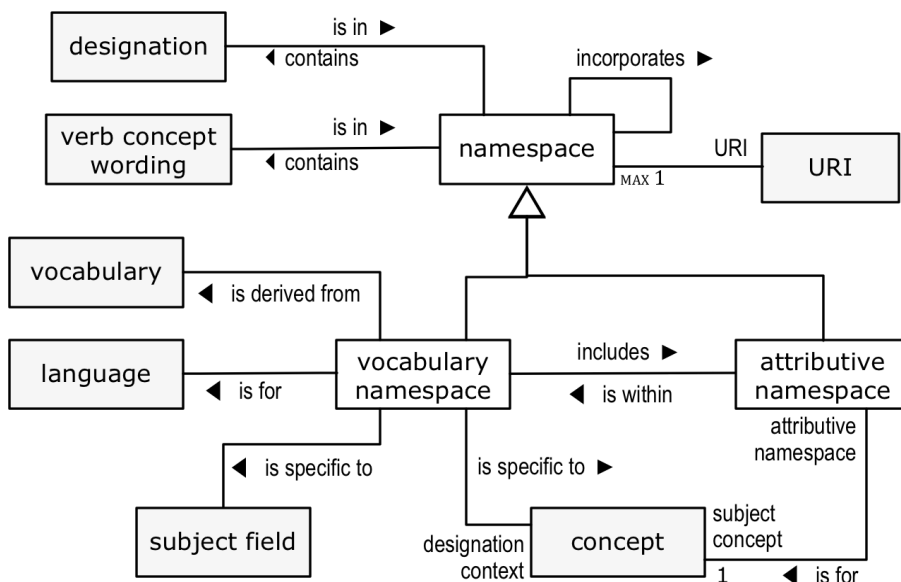 designation
is in ►
◄ contains
incorporates ►
verb concept
wording
is in ►
◄ contains
namespace
URI
MAX 1
URI
vocabulary
◄ is derived from
language
◄ is for
vocabulary
namespace
includes ►
◄ is within
attributive
namespace
attributive
namespace
◄ is specific to
is specific to ►
subject field
designation
context
concept
subject
concept
1
◄ is for